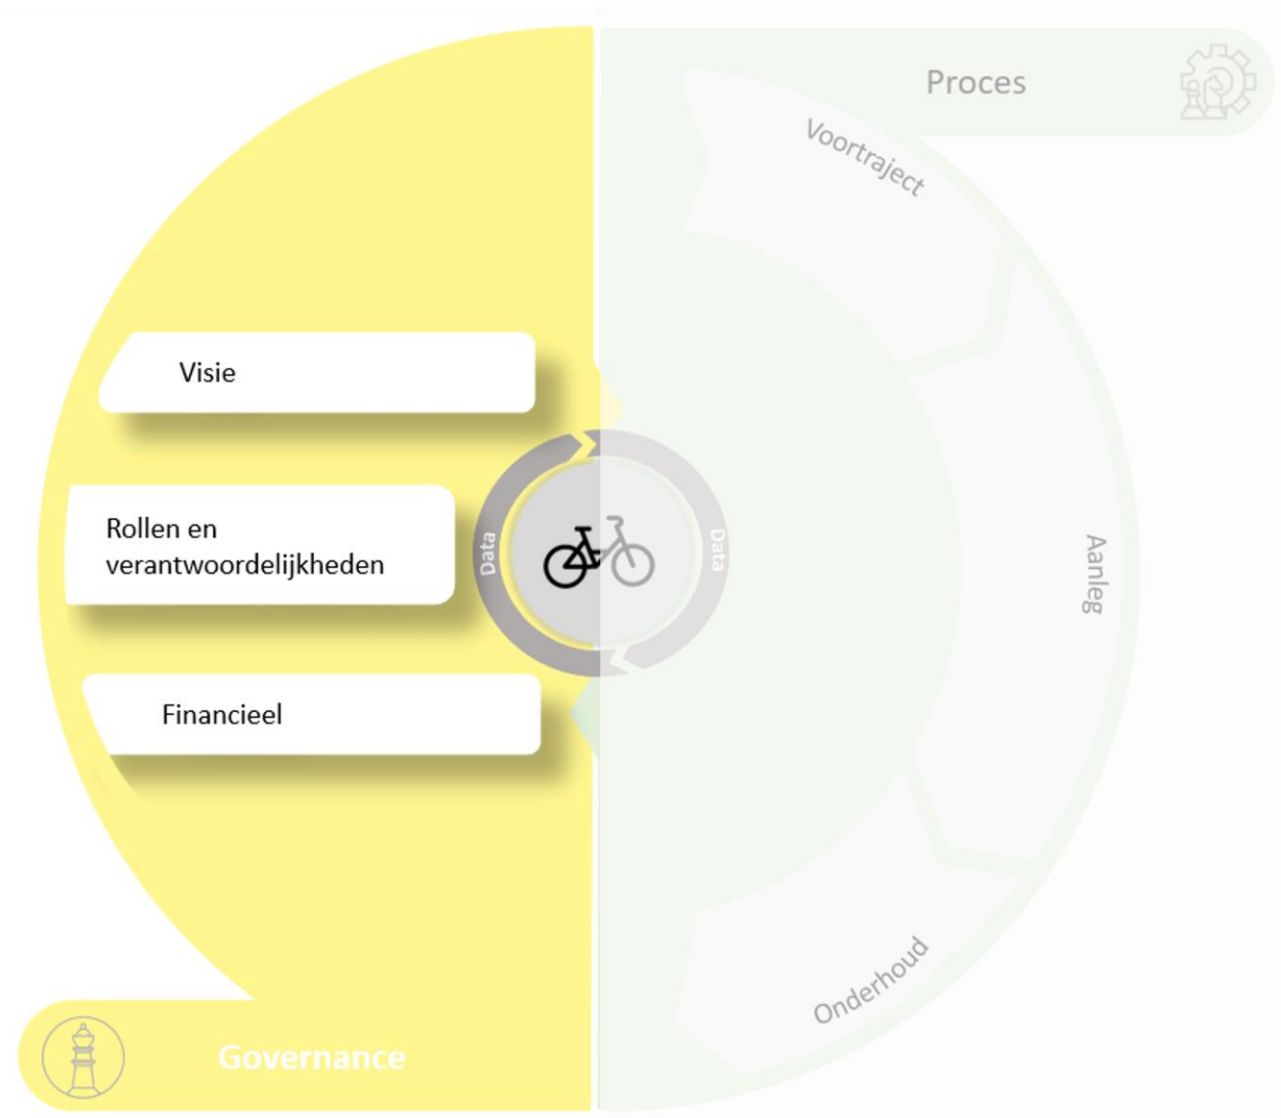 Proces
Voortraject
Visie
Rollen en
verantwoordelijkheden
Data
Data
Aanleg
Financieel
Onderhoud
Governance